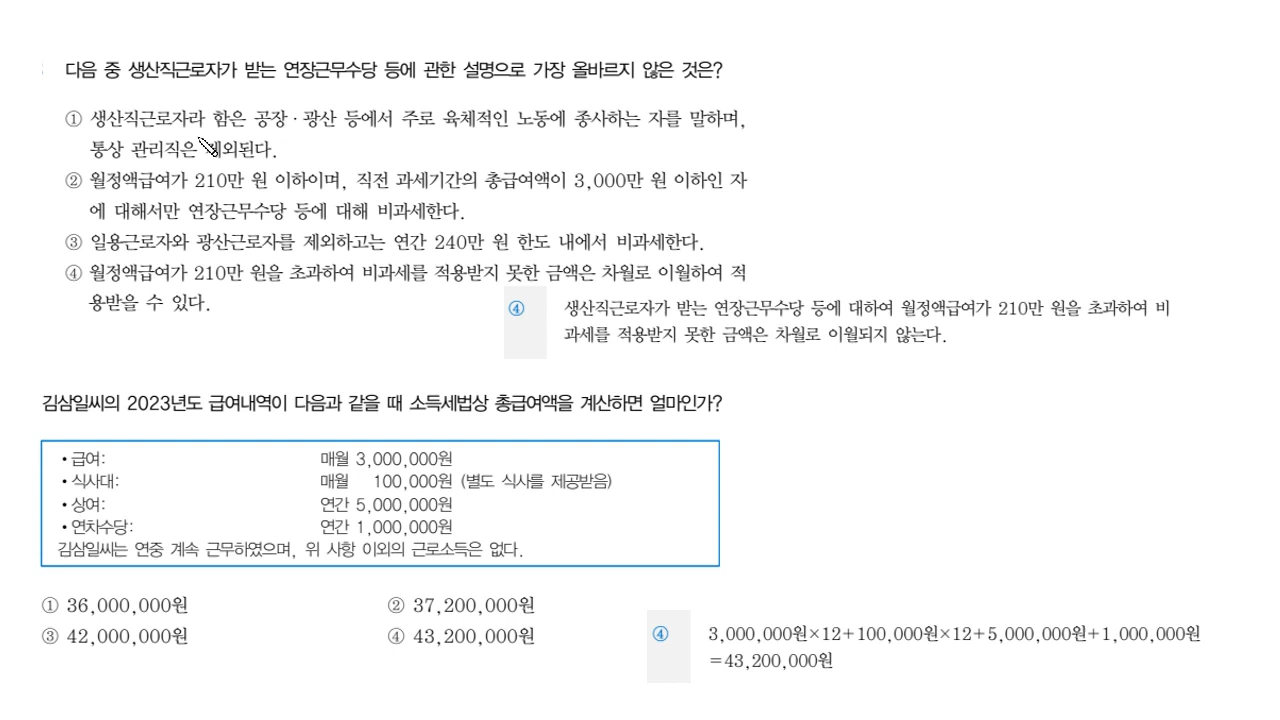 다음 중 생산직근로자가 받는 연장근무수당 등에 관한 설명으로 가장 올바르지 않은 것은?
① 생산직근로자라 함은 공장·광산 등에서 주로 육체적인 노동에 종사하는 자를 말하며,
통상 관리직은 제외된다.
② 월정액급여가 210만 원 이하이며, 직전 과세기간의 총급여액이 3,000만 원 이하인 자
에 대해서만 연장근무수당 등에 대해 비과세한다.
③ 일용근로자와 광산근로자를 제외하고는 연간 240만 원 한도 내에서 비과세한다.
④ 월정액급여가 210만 원을 초과하여 비과세를 적용받지 못한 금액은 차월로 이월하여 적
용받을 수 있다.
④ 생산직근로자가 받는 연장근무수당 등에 대하여 월정액급여가 210만 원을 초과하여 비
과세를 적용받지 못한 금액은 차월로 이월되지 않는다.
김삼일씨의 2023년도 급여내역이 다음과 같을 때 소득세법상 총급여액을 계산하면 얼마인가?
• 급여: 매월 3,000,000원
• 식사대: 매월 100,000원 (별도 식사를 제공받음)
• 상여: 연간 5,000,000원
• 연차수당: 연간 1,000,000원
김삼일씨는 연중 계속 근무하였으며, 위 사항 이외의 근로소득은 없다.
① 36,000,000원 ② 37,200,000원
③ 42,000,000원 ④ 43,200,000원
④ 3,000,000원×12+100,000원×12+5,000,000원+1,000,000원
=43,200,000원